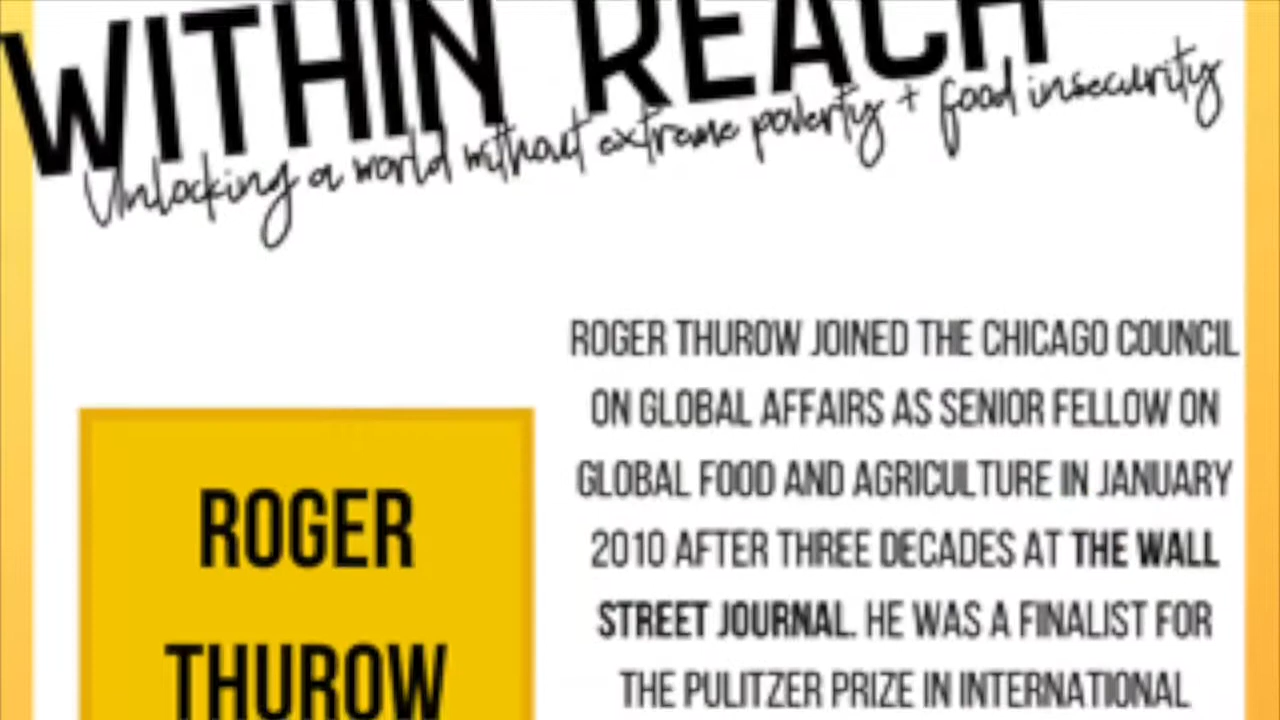 WITHIN REACH
Unlocking a world without extreme poverty + food insecurity
ROGER THUROW JOINED THE CHICAGO COUNCIL
ON GLOBAL AFFAIRS AS SENIOR FELLOW ON
GLOBAL FOOD AND AGRICULTURE IN JANUARY
2010 AFTER THREE DECADES AT THE WALL
STREET JOURNAL. HE WAS A FINALIST FOR
THE PULITZER PRIZE IN INTERNATIONAL
ROGER
THUROW